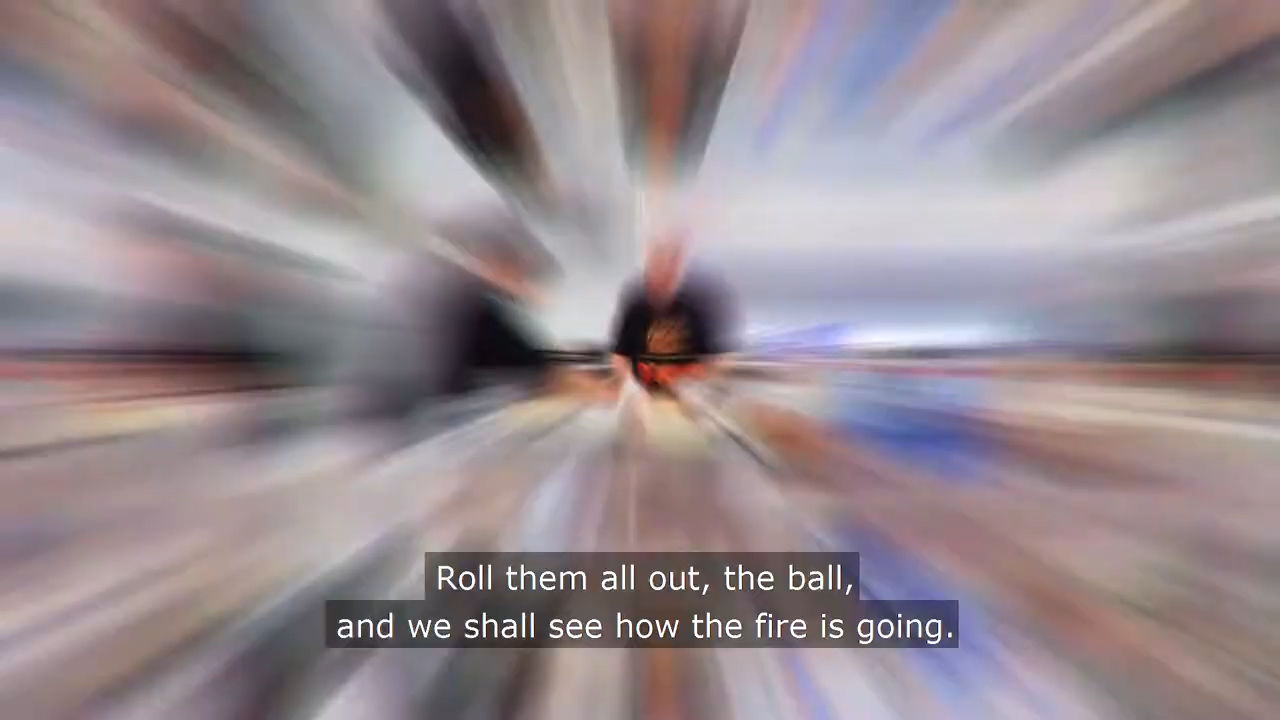 Roll them all out, the ball,
and we shall see how the fire is going.